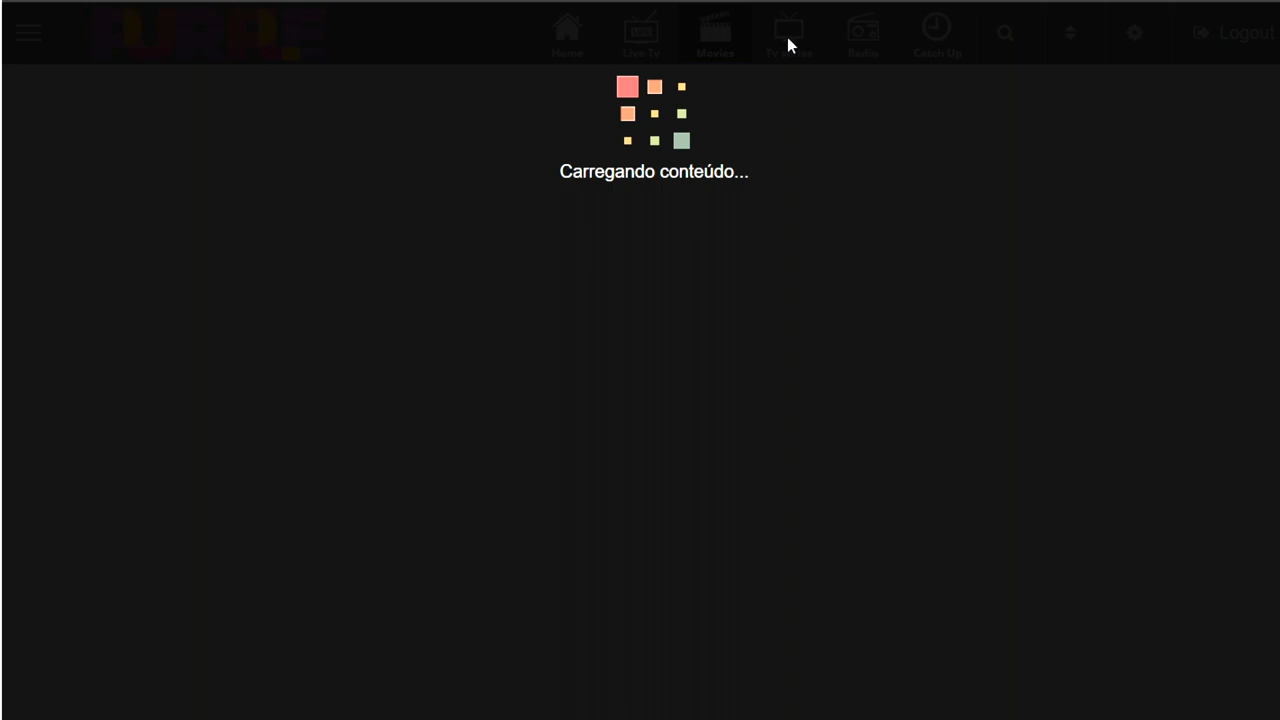 Home
Live Tv
Movies
Radio
Catch Up
Logout
Carregando conteúdo...